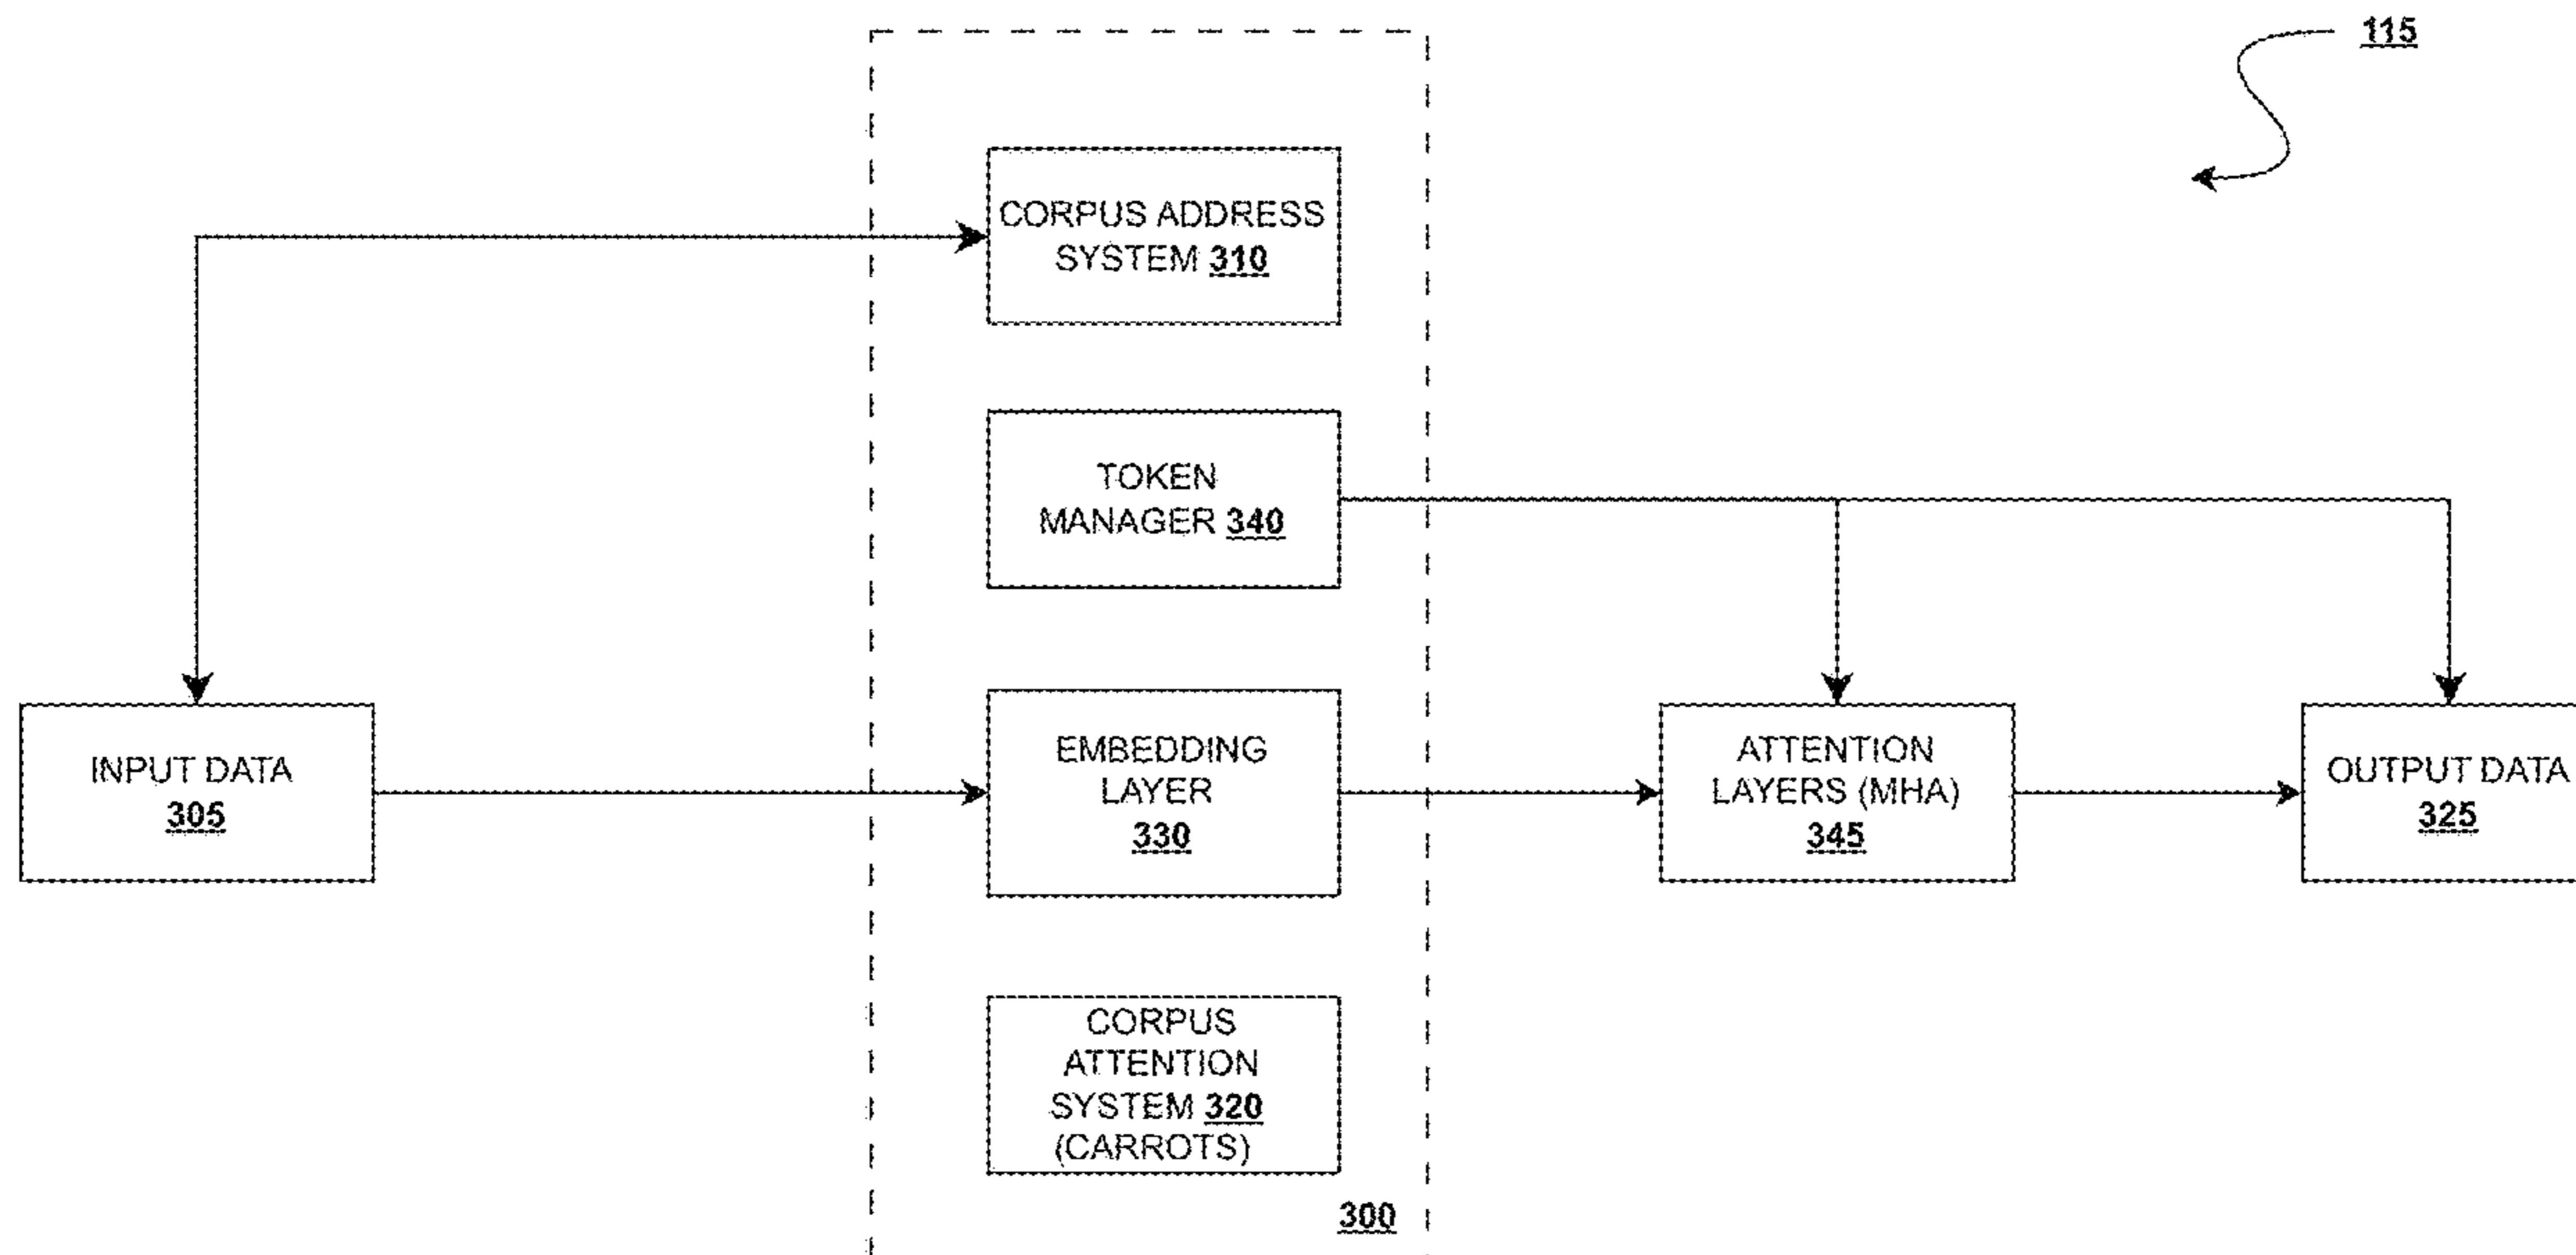 115
CORPUS ADDRESS
SYSTEM 310
TOKEN
MANAGER 340
INPUT DATA
305
EMBEDDING
LAYER
330
ATTENTION
LAYERS (MHA)
345
OUTPUT DATA
325
CORPUS
ATTENTION
SYSTEM 320
(CARROTS)
300